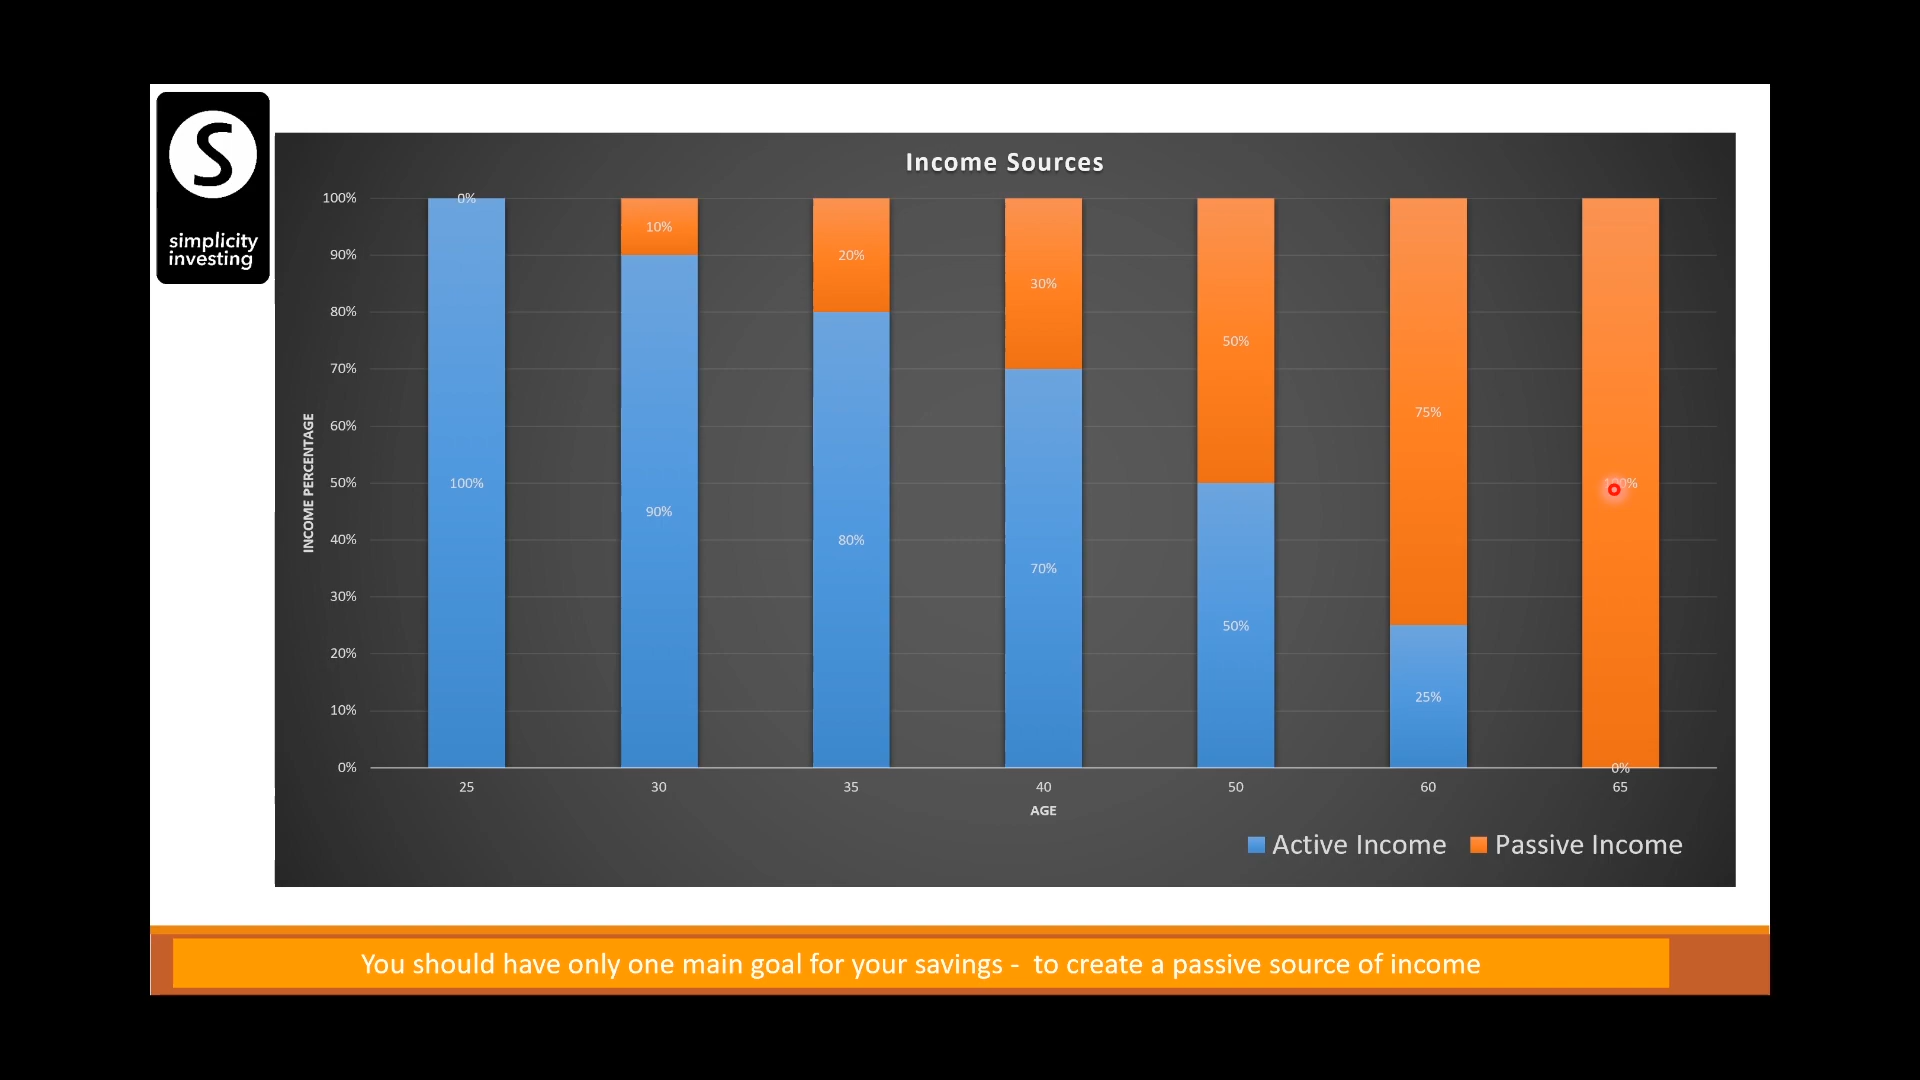 S
simplicity
investing
Income Sources
100%
90%
80%
70%
60%
50%
40%
30%
20%
10%
0%
INCOME PERCENTAGE
0%
10%
20%
30%
50%
75%
100%
100%
90%
80%
70%
50%
25%
0%
25 30 35 40 50 60 65
AGE
Active Income Passive Income
You should have only one main goal for your savings - to create a passive source of income